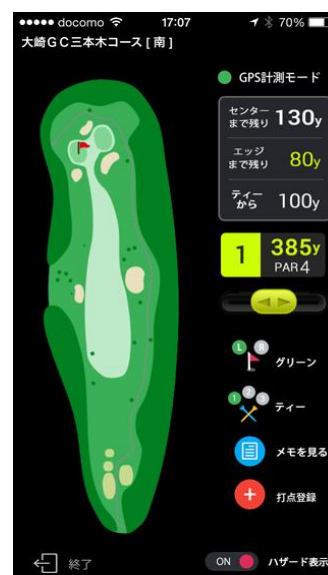 docomo 17:07 70%
大崎GC三本木コース [ 南 ]
GPS計測モード
センター
まで残り 130y
エッジ
まで残り 80y
ティー
から 100y
1 385y
PAR4
L R
グリーン
1 2 3
ティー
メモを見る
打点登録
終了 ON ハザード表示